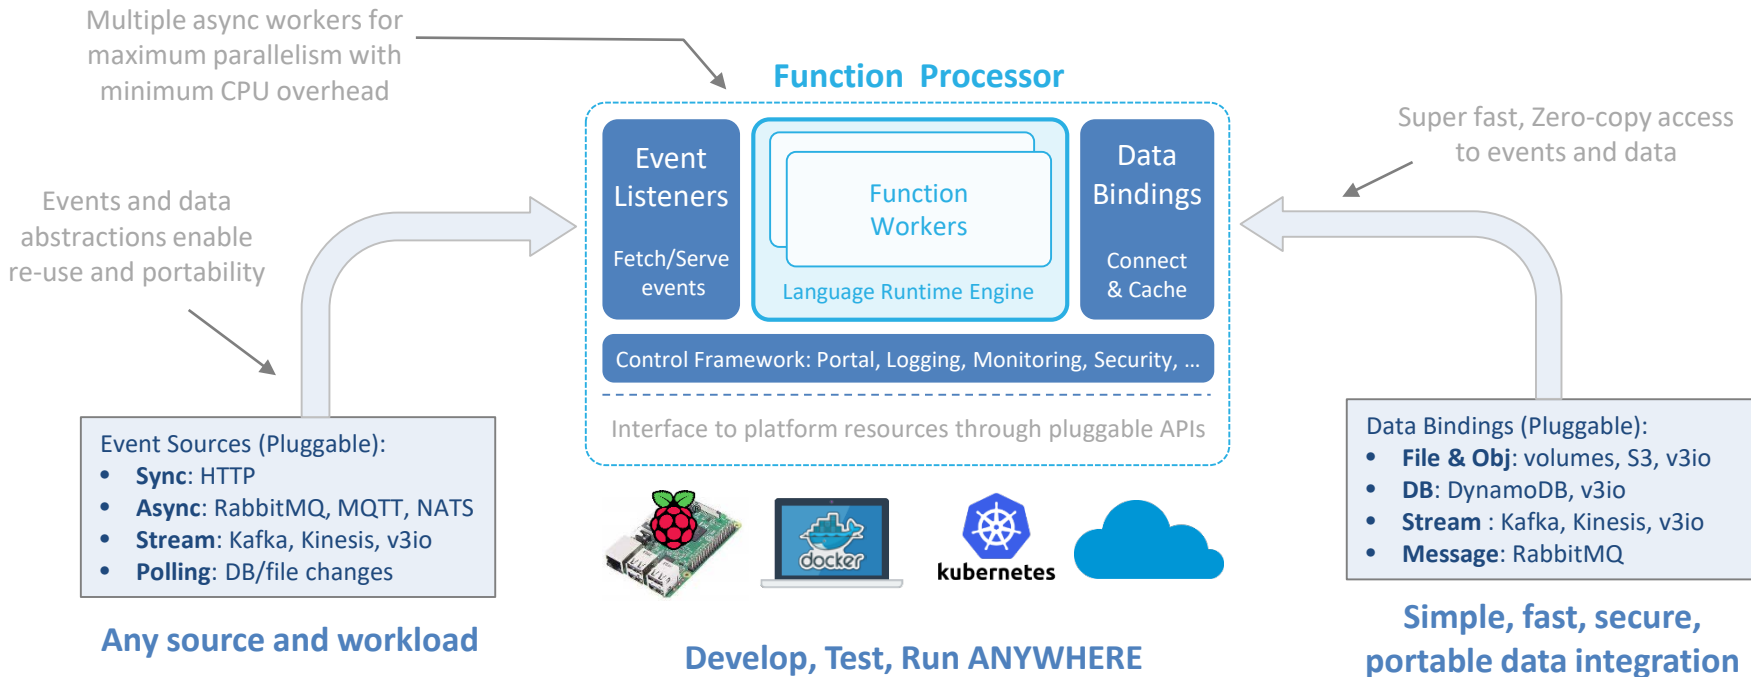 Multiple async workers for
maximum parallelism with
minimum CPU overhead
Function Processor
Super fast, Zero-copy access
to events and data
Events and data
abstractions enable
re-use and portability
Event
Listeners
Fetch/Serve
events
Function
Workers
Language Runtime Engine
Data
Bindings
Connect
& Cache
Control Framework: Portal, Logging, Monitoring, Security, ...
Interface to platform resources through pluggable APIs
Event Sources (Pluggable):
• Sync: HTTP
• Async: RabbitMQ, MQTT, NATS
• Stream: Kafka, Kinesis, v3io
• Polling: DB/file changes
Any source and workload
docker
kubernetes
Develop, Test, Run ANYWHERE
Data Bindings (Pluggable):
• File & Obj: volumes, S3, v3io
• DB: DynamoDB, v3io
• Stream : Kafka, Kinesis, v3io
• Message: RabbitMQ
Simple, fast, secure,
portable data integration